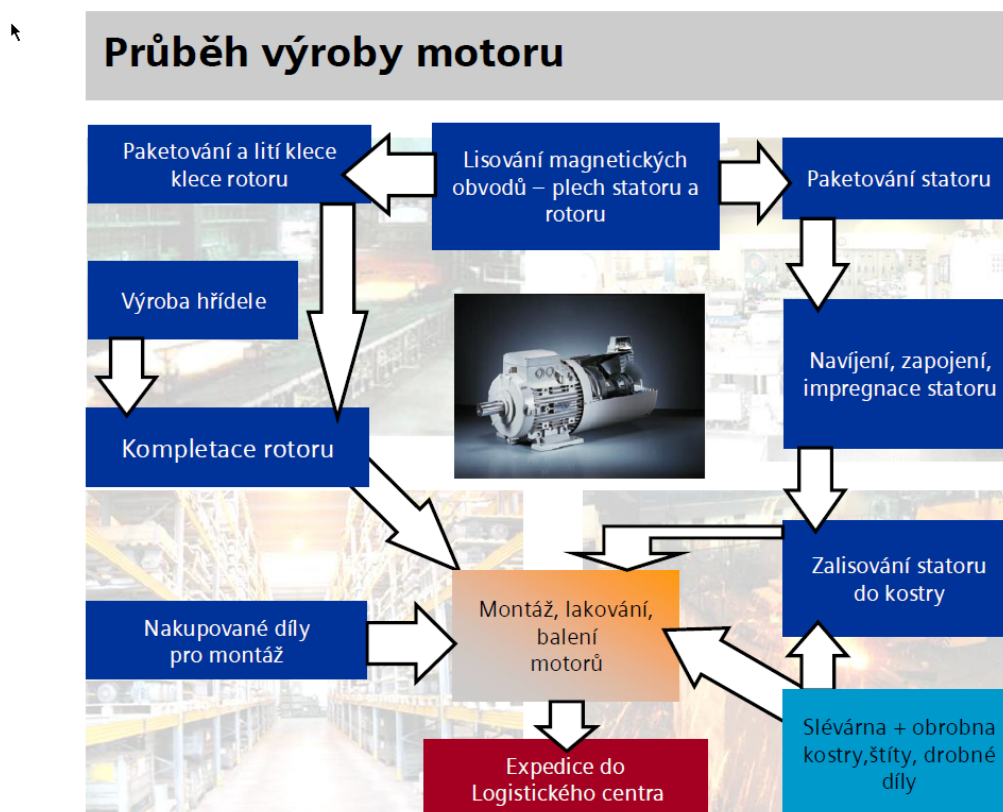 Průběh výroby motoru
Paketování a lití klece
klece rotoru
Lisování magnetických
obvodů – plech statoru a
rotoru
Paketování statoru
Výroba hřídele
Navíjení, zapojení,
impregnace statoru
Kompletace rotoru
Zalisování statoru
do kostry
Montáž, lakování,
balení
motorů
Nakupované díly
pro montáž
Slévárna + obrobna
kostry,štíty, drobné
díly
Expedice do
Logistického centra